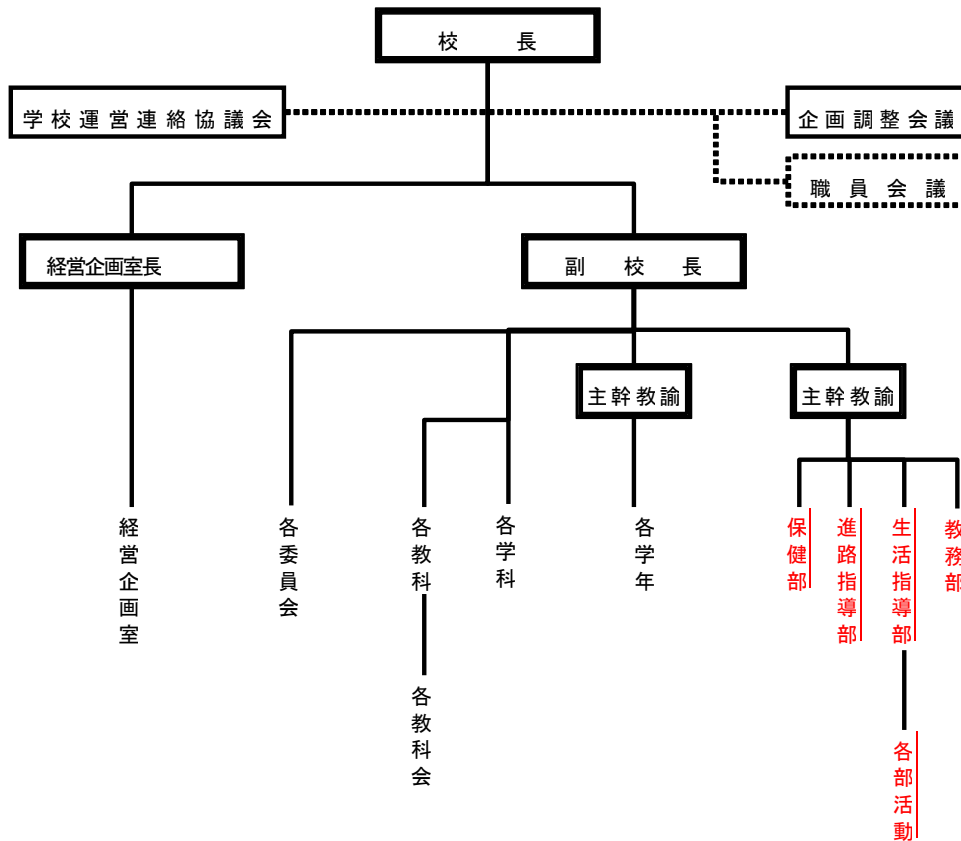 校長
学校運営連絡協議会
企画調整会議
職員会議
経営企画室長
副校長
主幹教諭
主幹教諭
経営企画室
各委員会
各教科
各学科
各学年
保健部
進路指導部
生活指導部
教務部
各教科会
各部活動